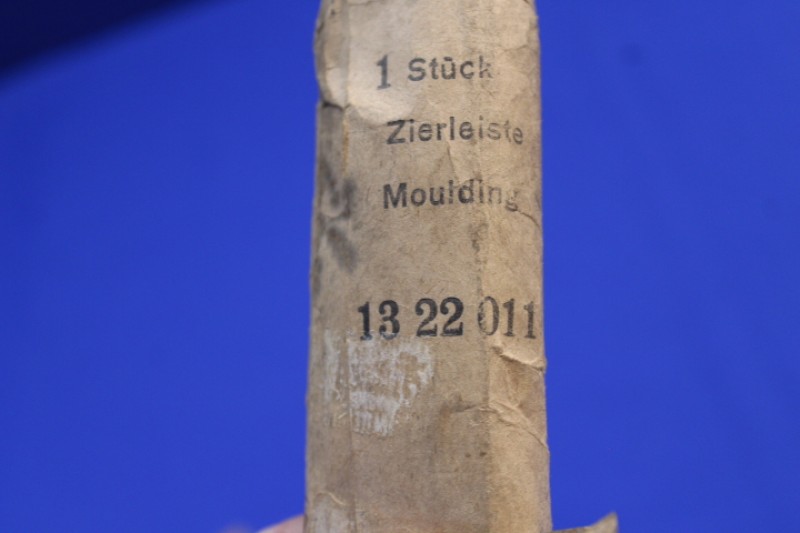 1 Stück
Zierleiste
Moulding
13 22 011